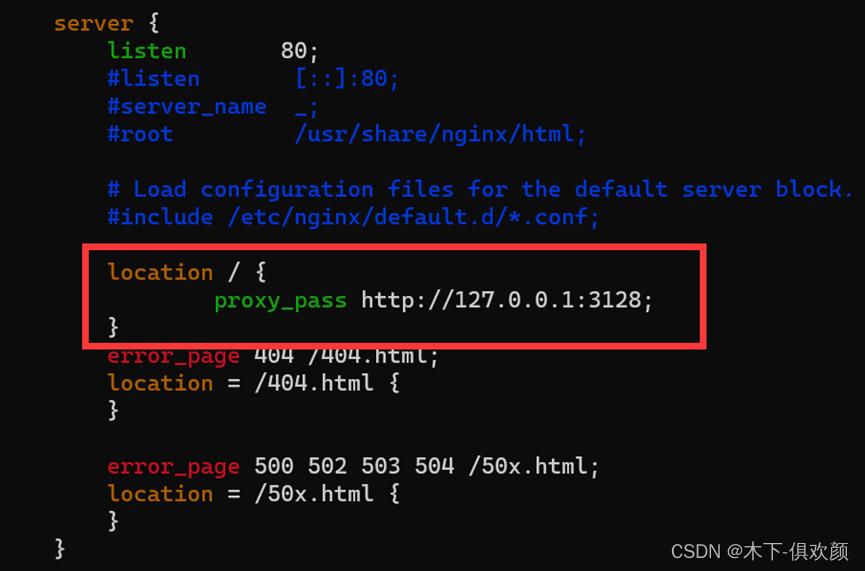 server {
listen 80;
#listen [::]:80;
#server_name _;
#root /usr/share/nginx/html;
# Load configuration files for the default server block.
#include /etc/nginx/default.d/*.conf;
location / {
proxy_pass http://127.0.0.1:3128;
}
error_page 404 /404.html;
location = /404.html {
}
error_page 500 502 503 504 /50x.html;
location = /50x.html {
}
}
CSDN @木下-俱欢颜